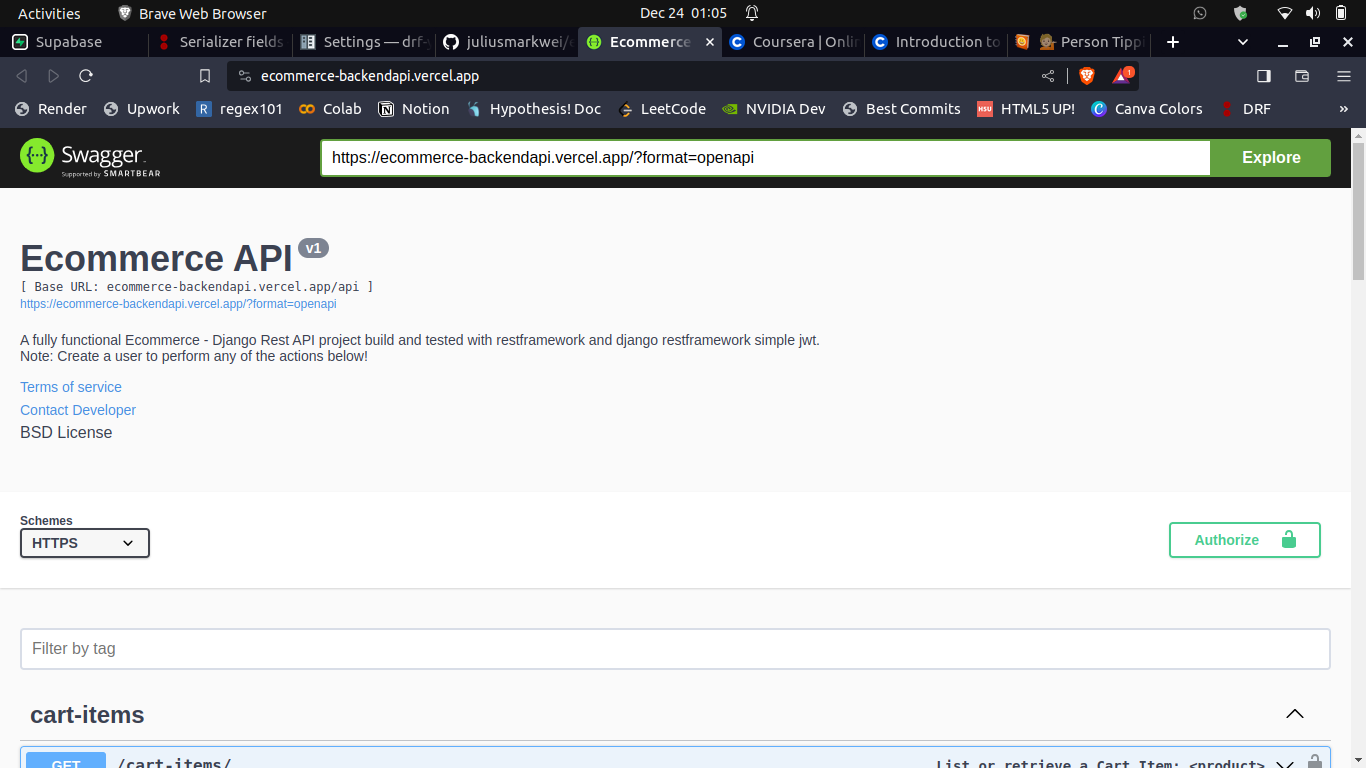 Activities Brave Web Browser Dec 24 01:05
Supabase Serializer fields Settings — drf-y juliusmarkwei/e Ecommerce Coursera | Onli Introduction to Person Tippi
ecommerce-backendapi.vercel.app 1
Render Upwork R regex101 Colab Notion Hypothesis! Doc LeetCode NVIDIA Dev Best Commits HSU HTML5 UP! Canva Colors DRF »
Swagger
Supported by SMARTBEAR
https://ecommerce-backendapi.vercel.app/?format=openapi Explore
Ecommerce API v1
[ Base URL: ecommerce-backendapi.vercel.app/api ]
https://ecommerce-backendapi.vercel.app/?format=openapi
A fully functional Ecommerce - Django Rest API project build and tested with restframework and django restframework simple jwt.
Note: Create a user to perform any of the actions below!
Terms of service
Contact Developer
BSD License
Schemes
HTTPS Authorize
Filter by tag
cart-items
GET /cart-items/ List or retrieve a Cart Item: <product>